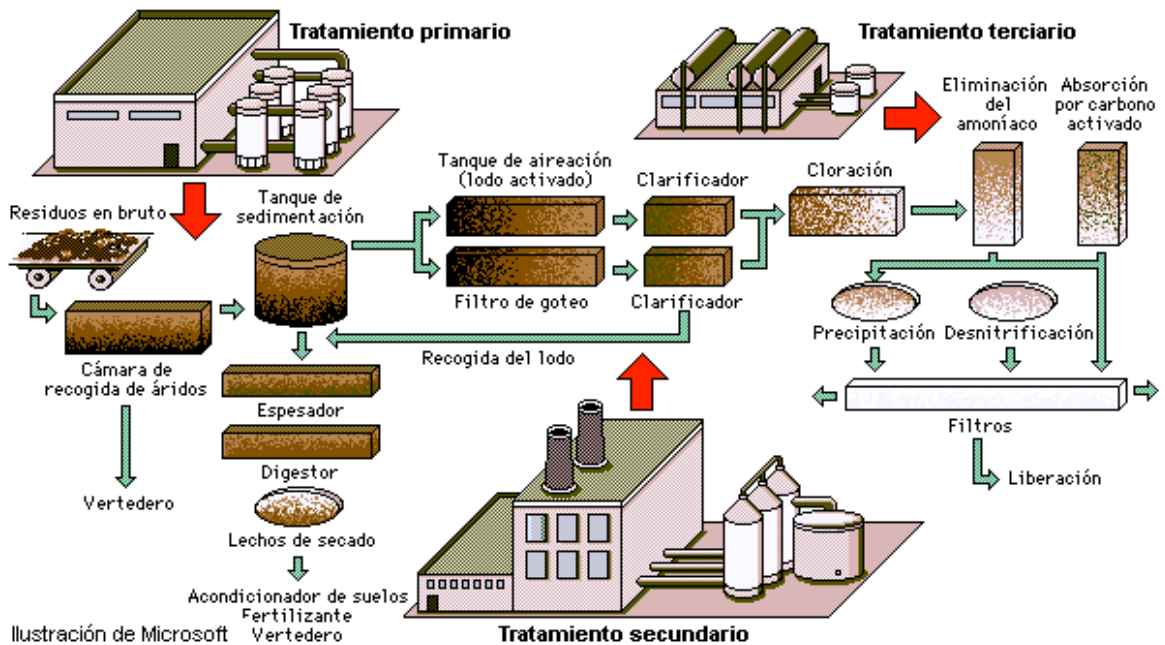 Tratamiento primario
Tratamiento terciario
Eliminación
del
amoníaco
Absorción
por carbono
activado
Residuos en bruto
Tanque de
sedimentación
Tanque de aireación
(lodo activado)
Clarificador
Cloración
Filtro de goteo
Clarificador
Precipitación
Desnitrificación
Recogida del lodo
Cámara de
recogida de áridos
Espesador
Filtros
Digestor
Vertedero
Liberación
Lechos de secado
Acondicionador de suelos
Fertilizante
Vertedero
Ilustración de Microsoft
Tratamiento secundario